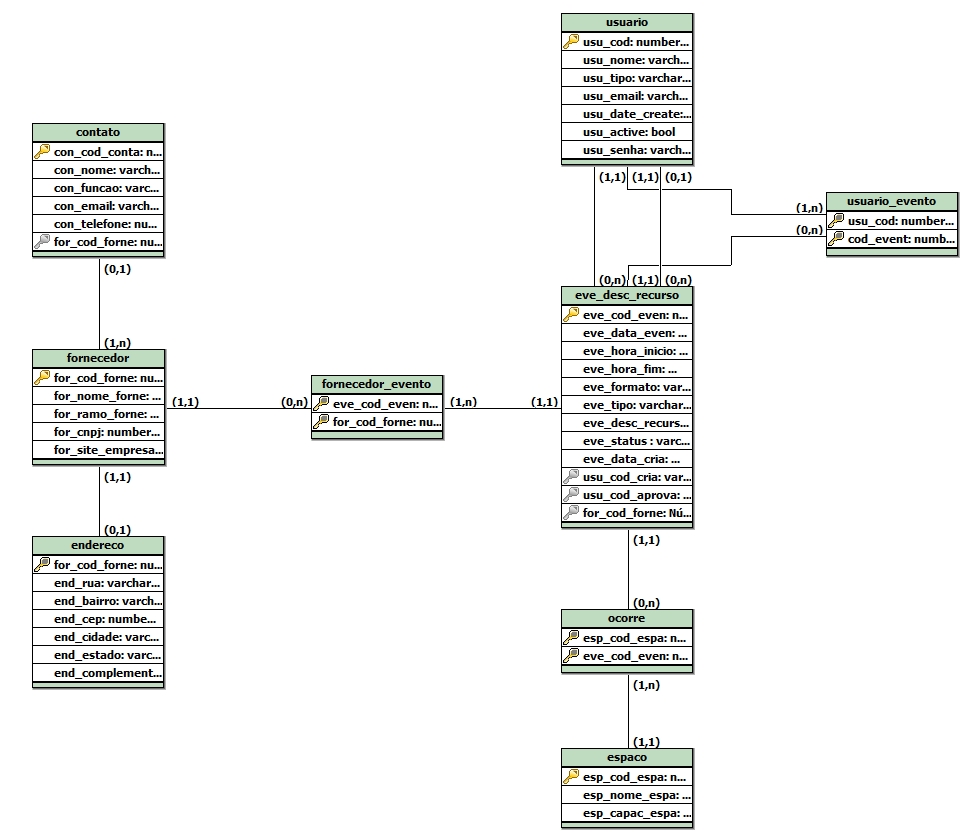 usuario
usu_cod: number...
usu_nome: varch...
usu_tipo: varchar...
usu_email: varch...
usu_date_create:...
usu_active: bool
usu_senha: varch...
(1,1) (1,1) (0,1)
contato
con_cod_conta: n...
con_nome: varch...
con_funcao: varc...
con_email: varch...
con_telefone: nu...
for_cod_forne: nu...
(0,1)
usuario_evento
usu_cod: number...
cod_event: numb...
(1,n)
(0,n)
(0,n) (1,1) (0,n)
eve_desc_recurso
eve_cod_even: n...
eve_data_even: ...
eve_hora_inicio: ...
eve_hora_fim: ...
eve_formato: var...
eve_tipo: varchar...
eve_desc_recurs...
eve_status : varc...
eve_data_cria: ...
usu_cod_cria: var...
usu_cod_aprova: ...
for_cod_forne: Nú...
(1,n)
fornecedor
for_cod_forne: nu...
for_nome_forne: ...
for_ramo_forne: ...
for_cnpj: number...
for_site_empresa...
(1,1)
(0,n)
fornecedor_evento
eve_cod_even: n...
for_cod_forne: nu...
(1,n)
(1,1)
(1,1)
(0,1)
endereco
for_cod_forne: nu...
end_rua: varchar...
end_bairro: varch...
end_cep: numbe...
end_cidade: varc...
end_estado: varc...
end_complement...
(1,1)
(0,n)
ocorre
esp_cod_espa: n...
eve_cod_even: n...
(1,n)
(1,1)
espaco
esp_cod_espa: n...
esp_nome_espa: ...
esp_capac_espa: ...